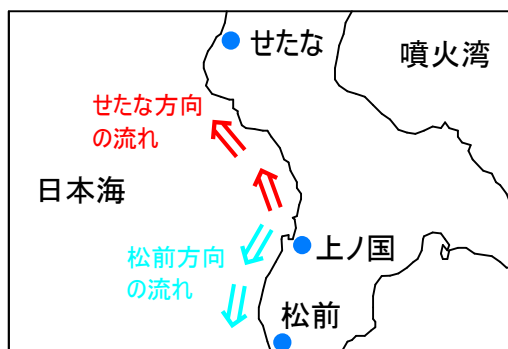 せたな
噴火湾
せたな方向
の流れ
日本海
上ノ国
松前方向
の流れ
松前